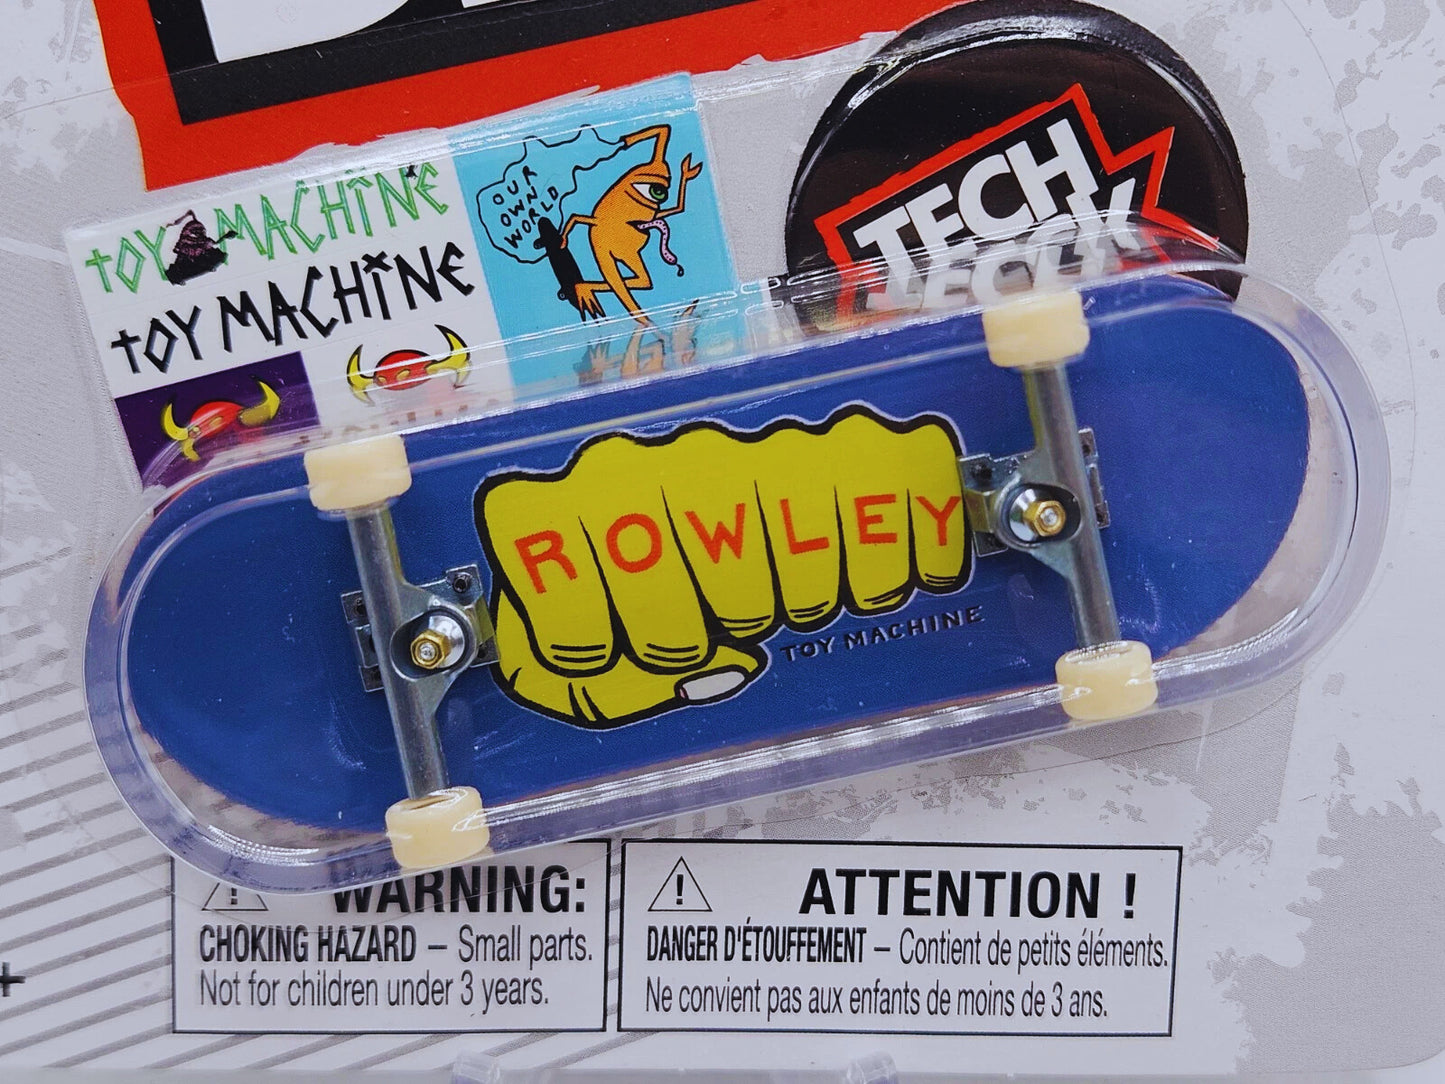 TOY MACHINE
TOY MACHINE
OUR
OWN
WORLD
TECH
DECK
ROWLEY
TOY MACHINE
WARNING:
CHOKING HAZARD – Small parts.
Not for children under 3 years.
ATTENTION !
DANGER D'ÉTOUFFEMENT – Contient de petits éléments.
Ne convient pas aux enfants de moins de 3 ans.